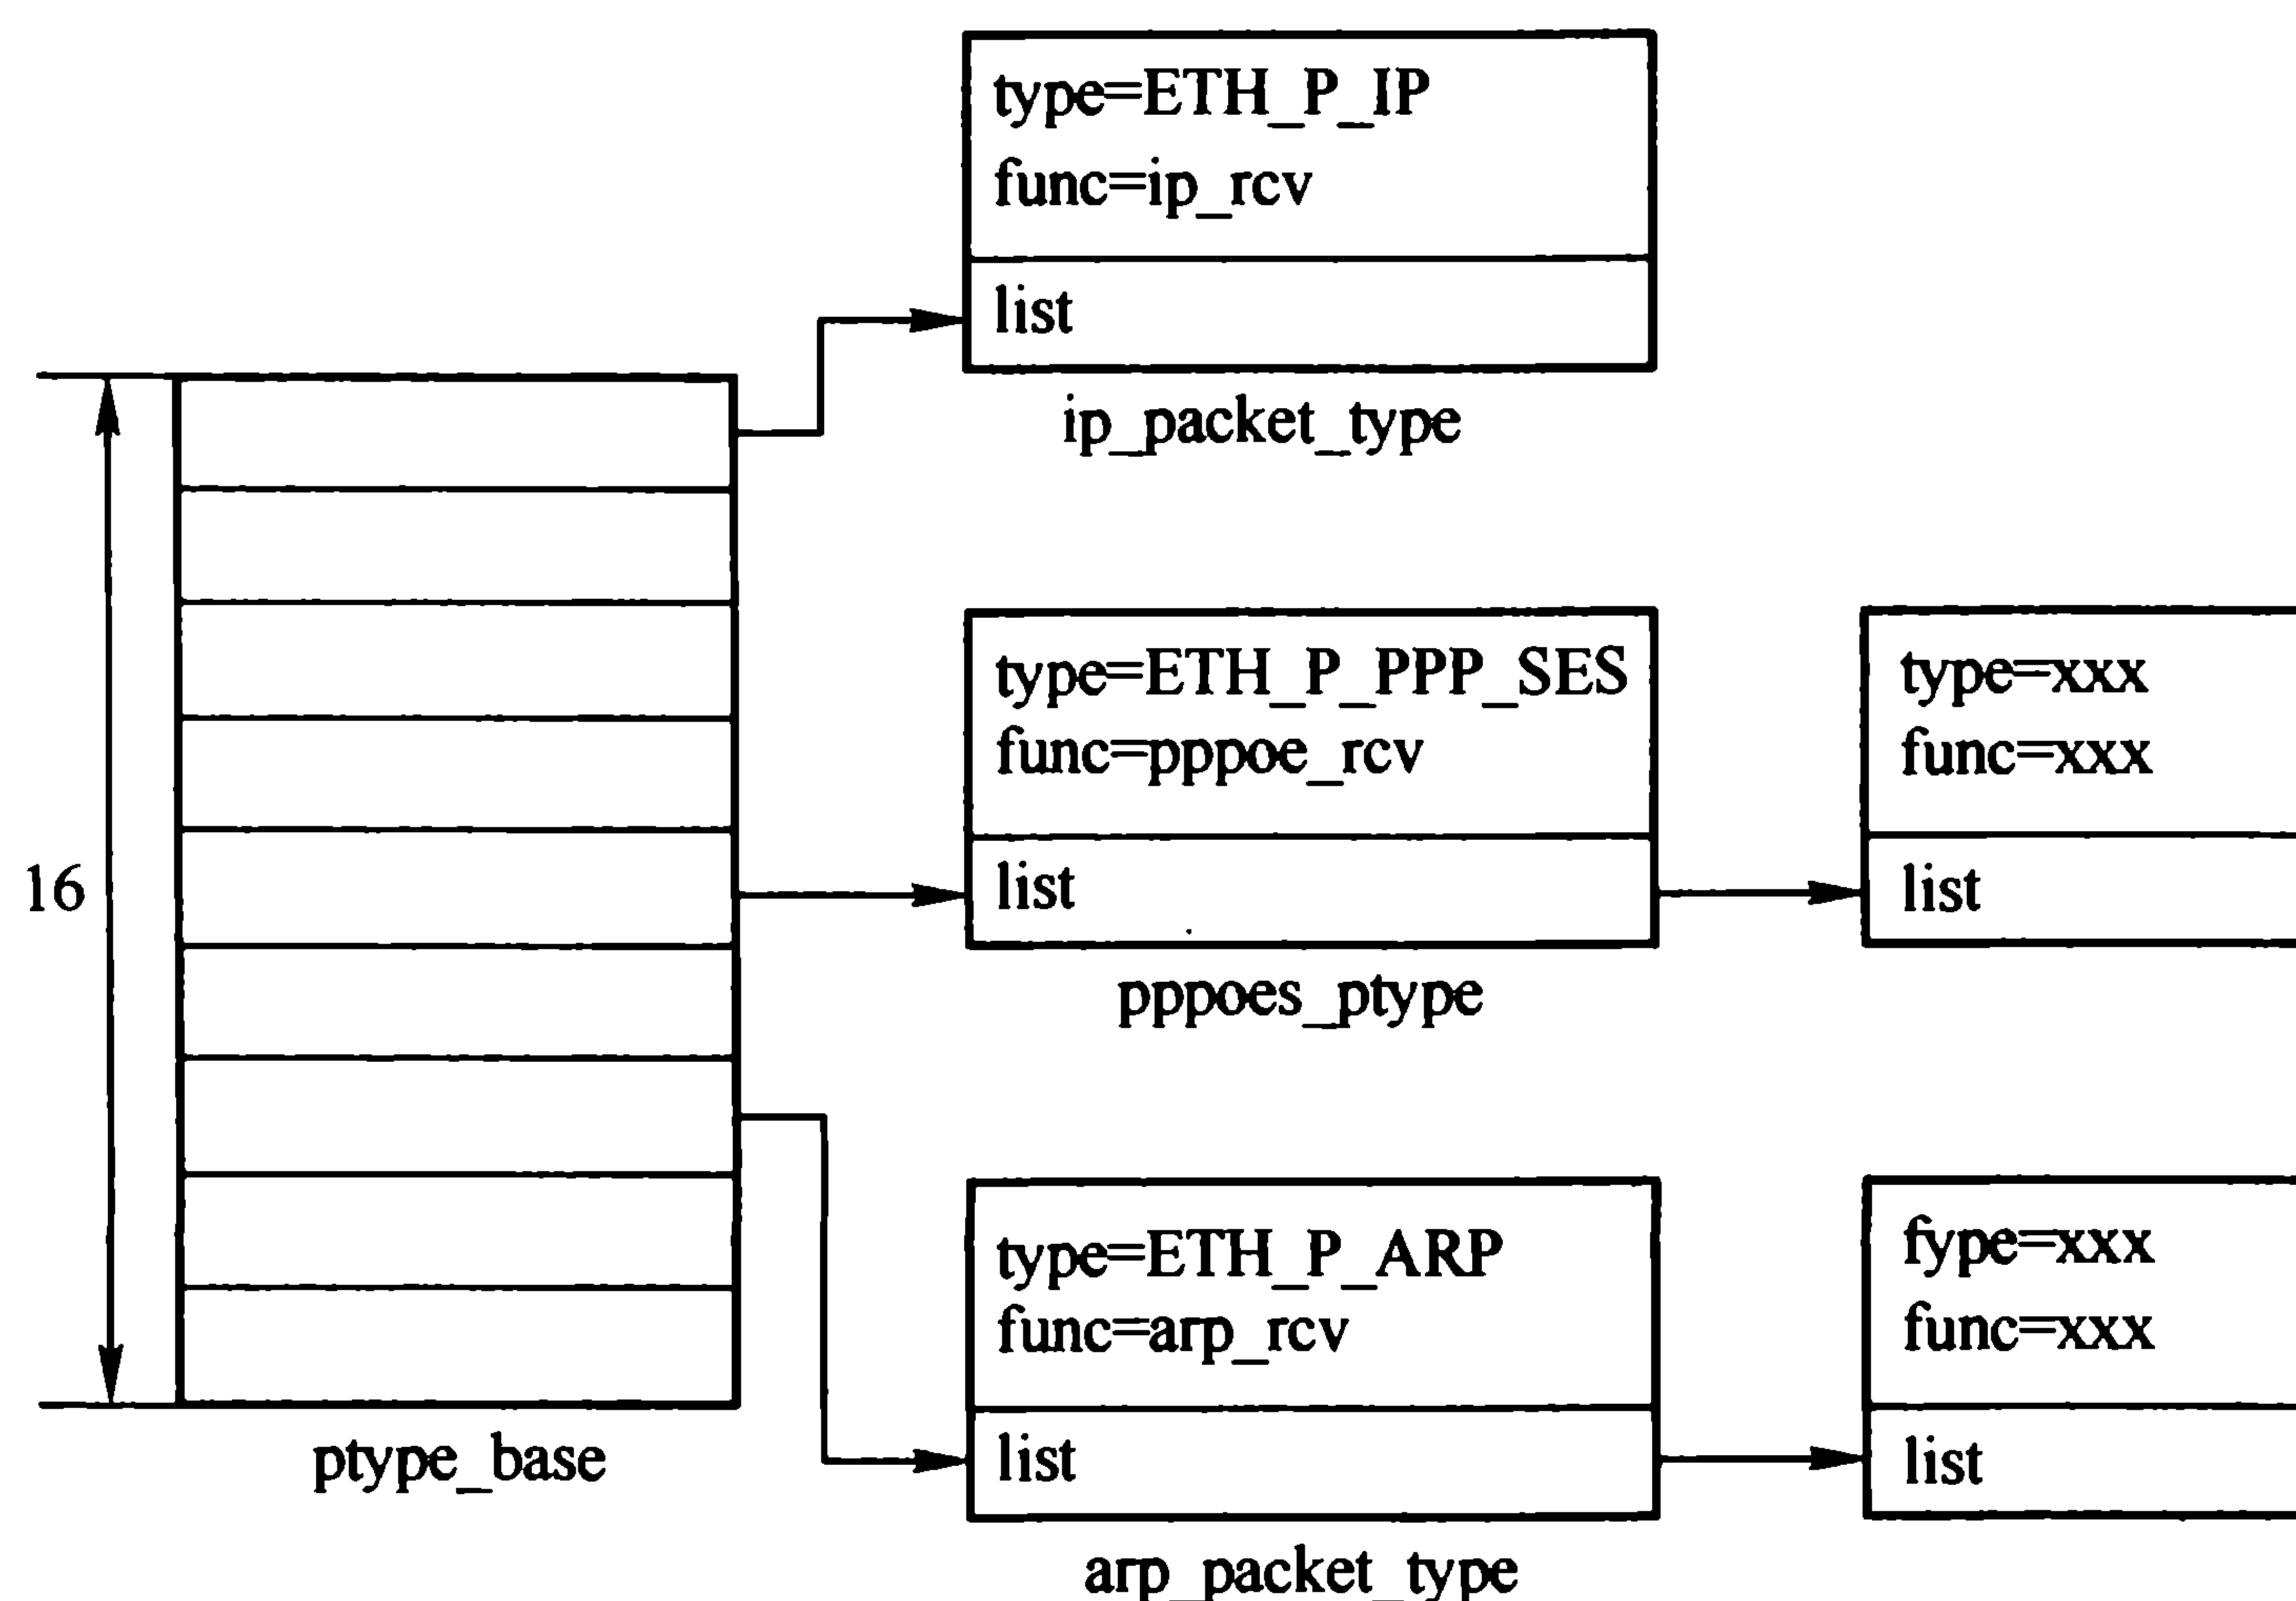 type=ETH_P_IP
func=ip_rcv
list
ip_packet_type
16
ptype_base
type=ETH_P_PPP_SES
func=pppoe_rcv
list
pppoes_ptype
type=xxx
func=xxx
list
type=ETH_P_ARP
func=arp_rcv
list
arp_packet_type
fype=xxx
func=xxx
list